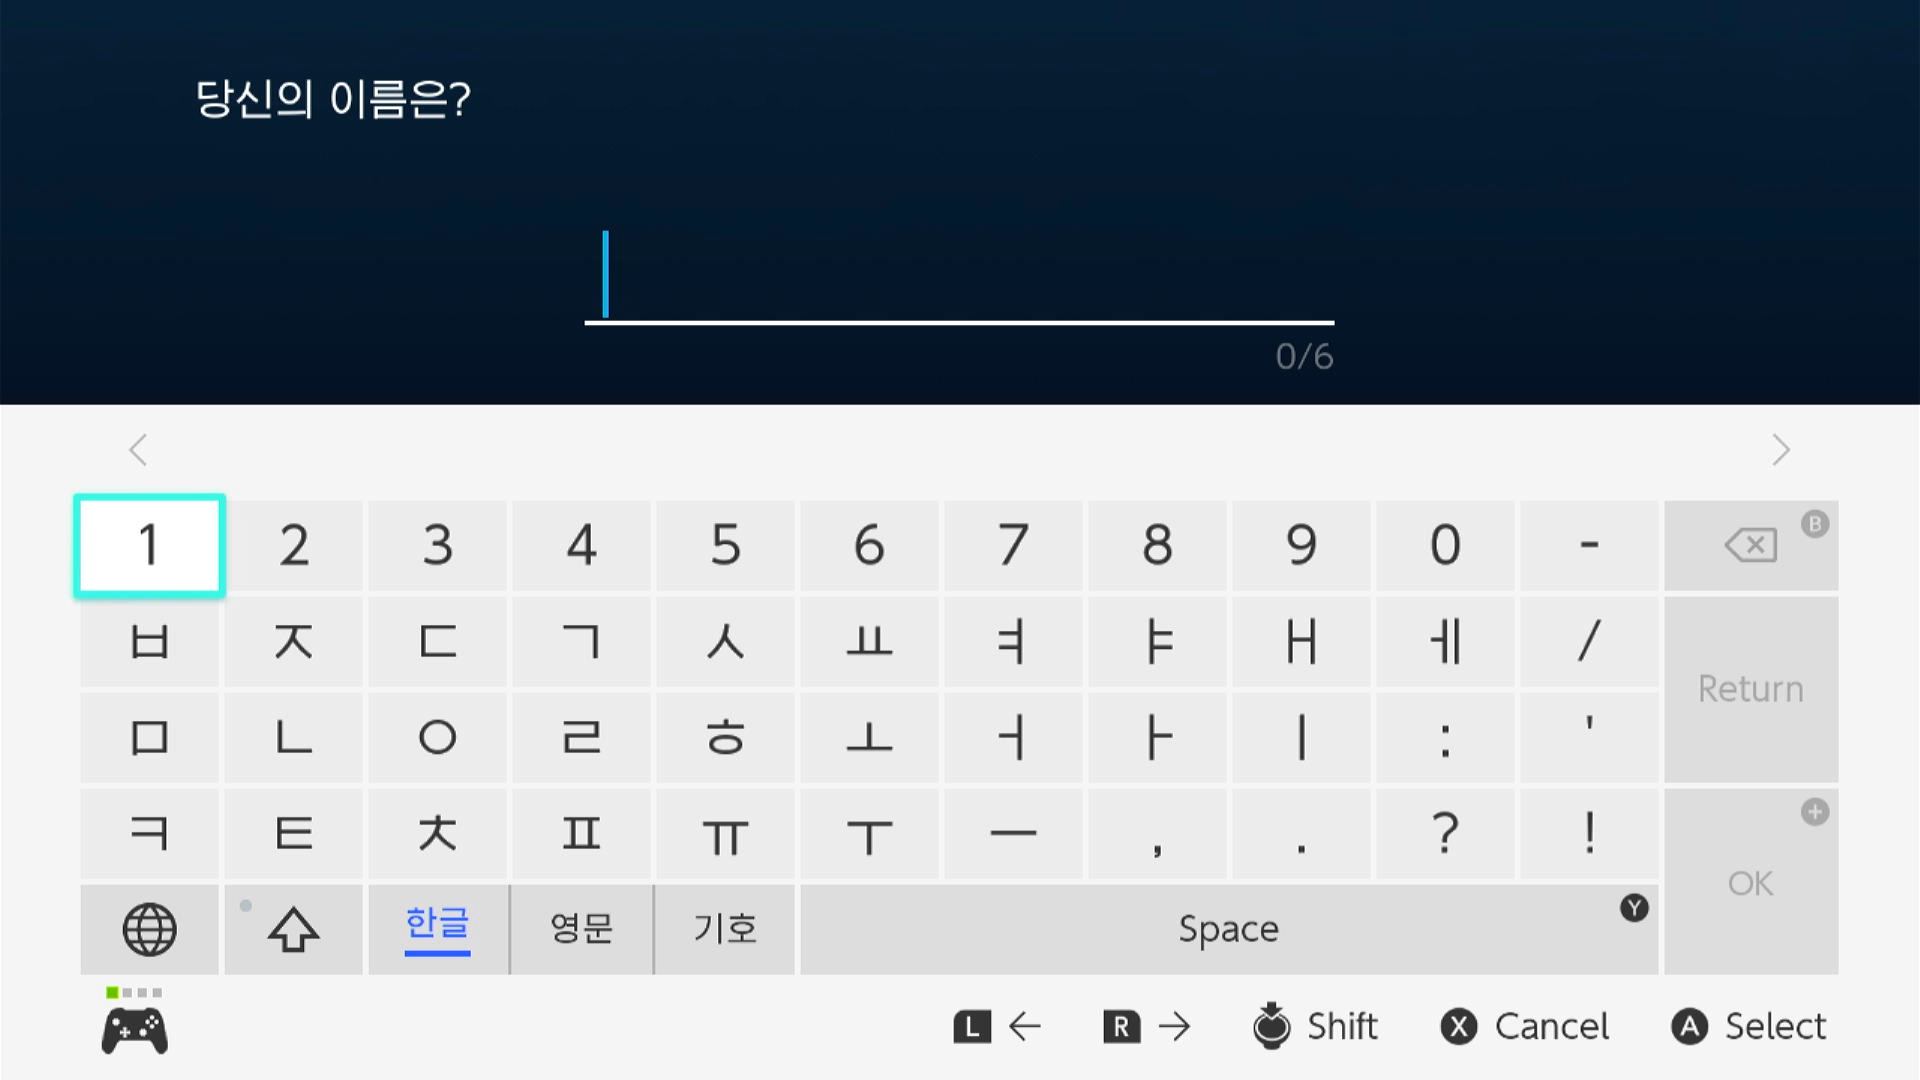 당신의 이름은?
0/6
1 2 3 4 5 6 7 8 9 0 - B
ㅂ ㅈ ㄷ ㄱ ㅅ ㅛ ㅕ ㅑ ㅐ ㅔ / Return
ㅁ ㄴ ㅇ ㄹ ㅎ ㅗ ㅓ ㅏ ㅣ : '
ㅋ ㅌ ㅊ ㅍ ㅠ ㅜ ㅡ , . ? ! OK
한글 영문 기호 Space Y
L ← R → Shift X Cancel A Select